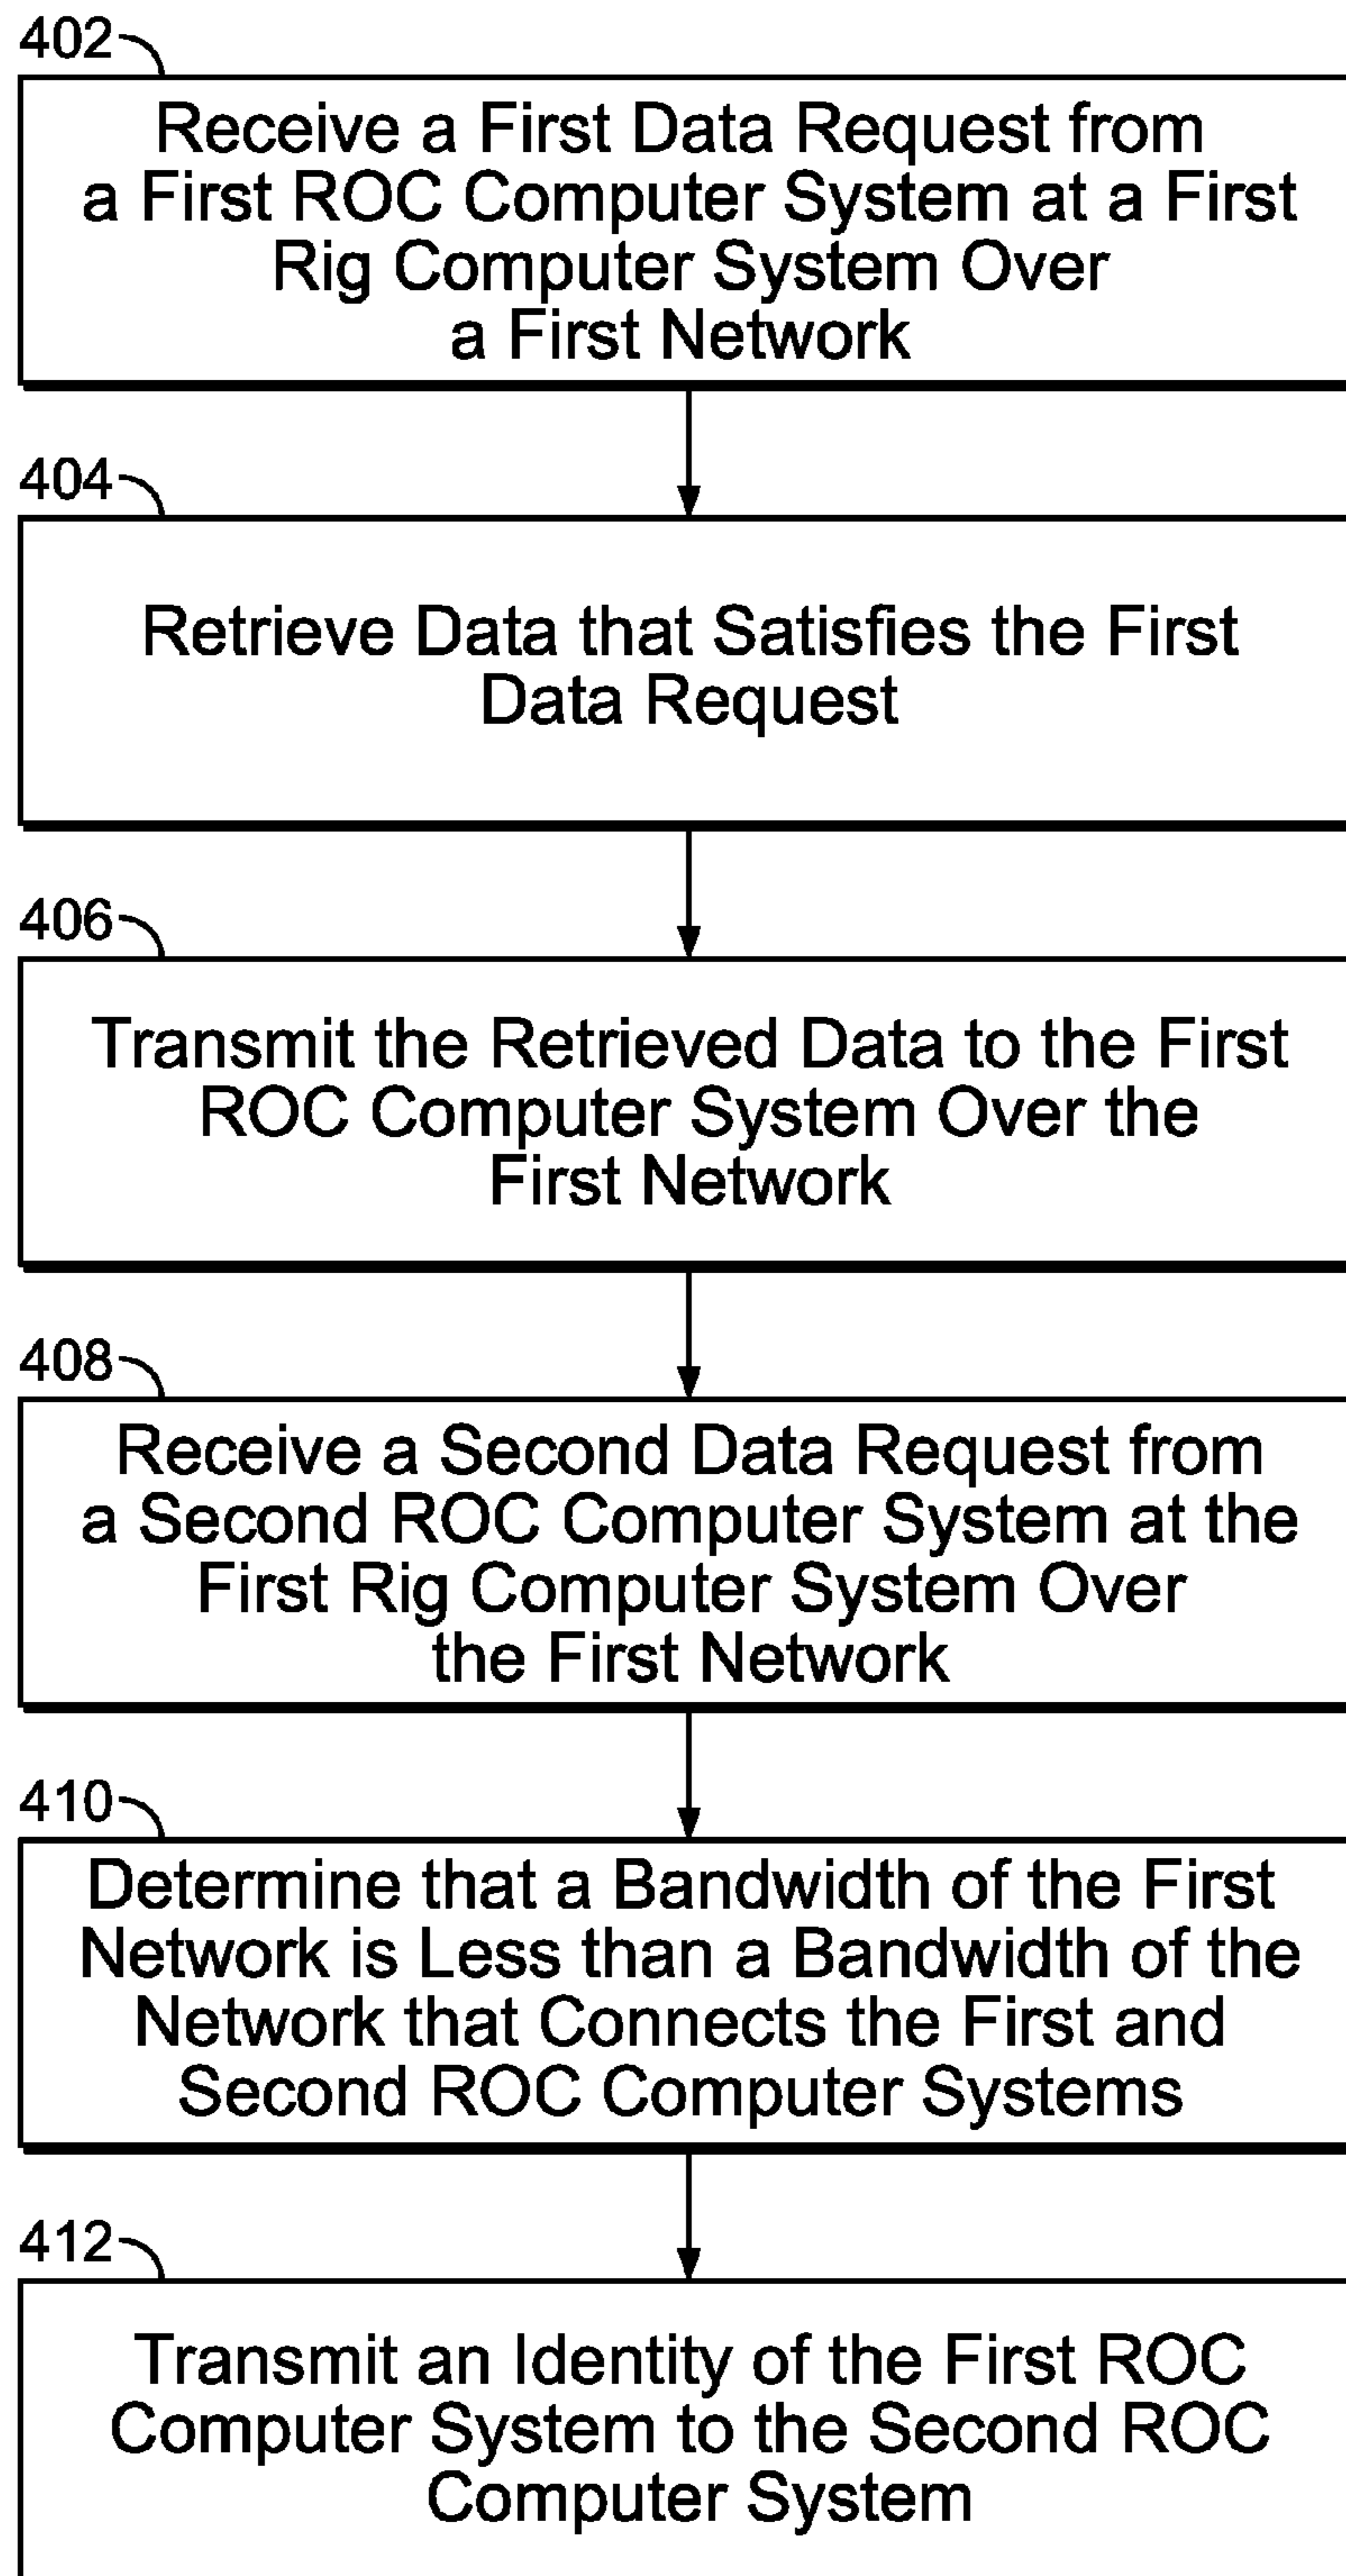 402
Receive a First Data Request from
a First ROC Computer System at a First
Rig Computer System Over
a First Network
404
Retrieve Data that Satisfies the First
Data Request
406
Transmit the Retrieved Data to the First
ROC Computer System Over the
First Network
408
Receive a Second Data Request from
a Second ROC Computer System at the
First Rig Computer System Over
the First Network
410
Determine that a Bandwidth of the First
Network is Less than a Bandwidth of the
Network that Connects the First and
Second ROC Computer Systems
412
Transmit an Identity of the First ROC
Computer System to the Second ROC
Computer System